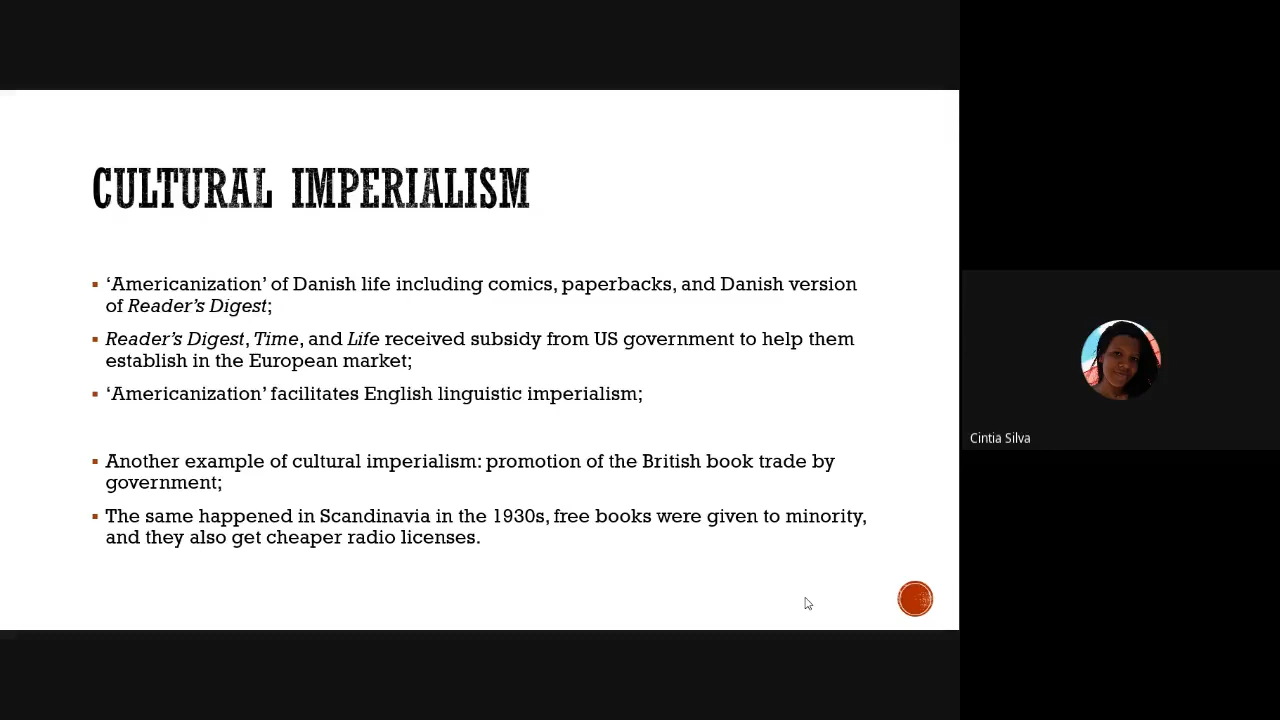 CULTURAL IMPERIALISM
▪ ‘Americanization’ of Danish life including comics, paperbacks, and Danish version
of Reader’s Digest;
▪ Reader’s Digest, Time, and Life received subsidy from US government to help them
establish in the European market;
▪ ‘Americanization’ facilitates English linguistic imperialism;
▪ Another example of cultural imperialism: promotion of the British book trade by
government;
▪ The same happened in Scandinavia in the 1930s, free books were given to minority,
and they also get cheaper radio licenses.
Cintia Silva